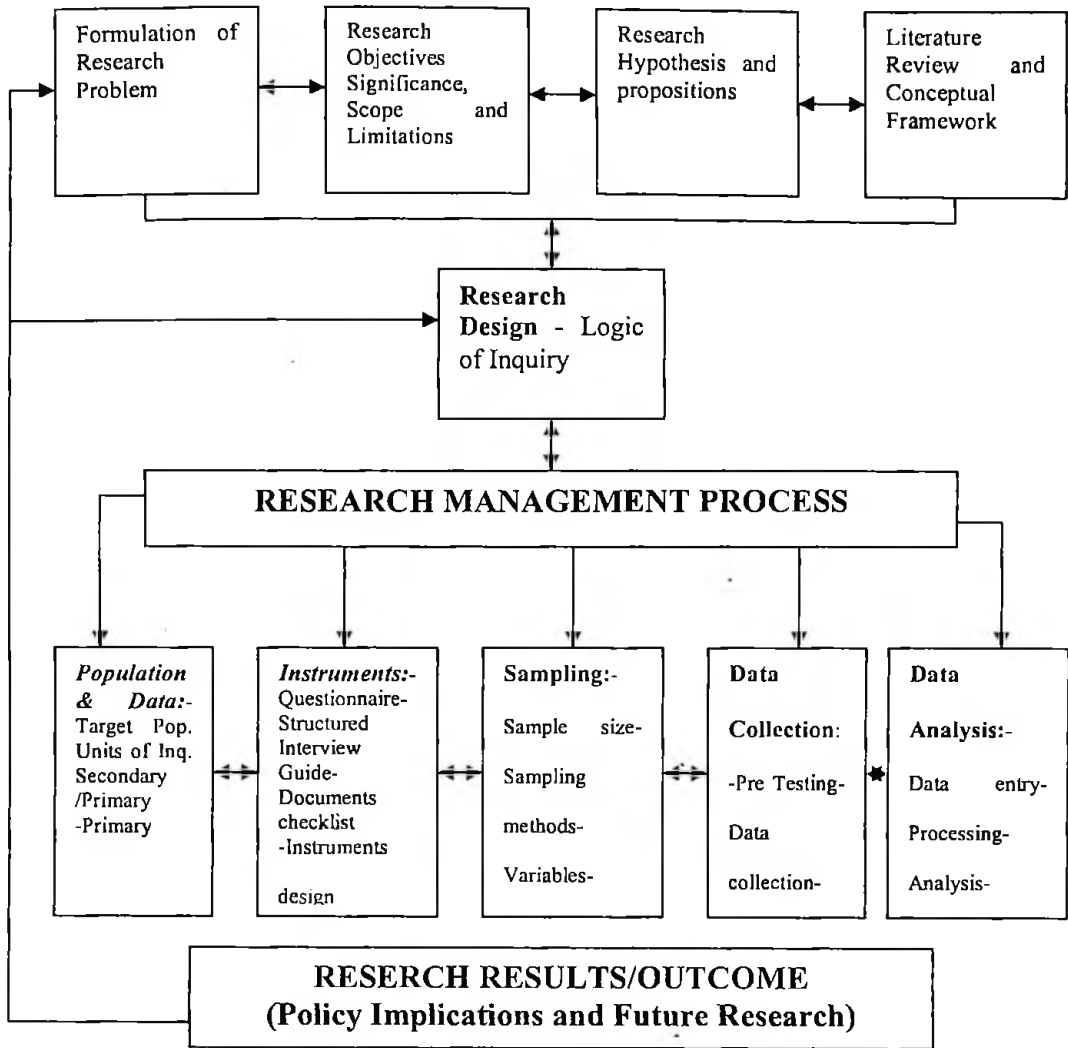 Formulation of
Research
Problem
Research
Objectives
Significance,
Scope and
Limitations
Research
Hypothesis and
propositions
Literature
Review and
Conceptual
Framework
Research
Design - Logic
of Inquiry
RESEARCH MANAGEMENT PROCESS
Population
& Data:-
Target Pop.
Units of Inq.
Secondary
/Primary
-Primary
Instruments:-
Questionnaire-
Structured
Interview
Guide-
Documents
checklist
-Instruments
design
Sampling:-
Sample size-
Sampling
methods-
Variables-
Data
Collection:
-Pre Testing-
Data
collection-
Data
Analysis:-
Data entry-
Processing-
Analysis-
RESERCH RESULTS/OUTCOME
(Policy Implications and Future Research)